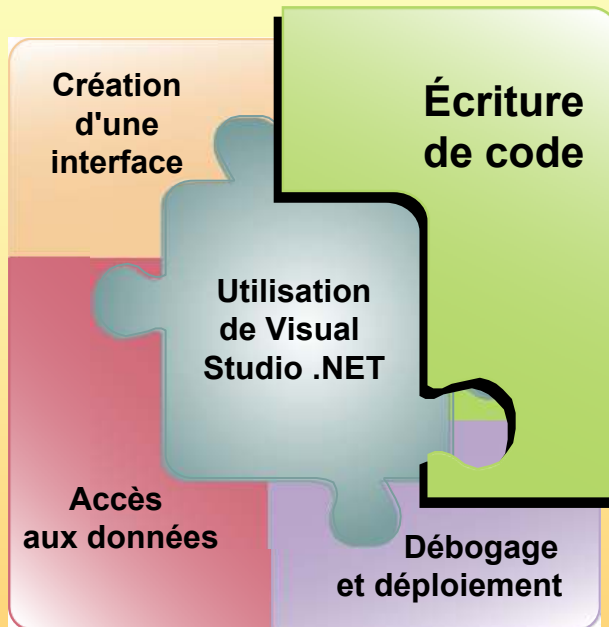 Création
d'une
interface
Écriture
de code
Utilisation
de Visual
Studio .NET
Accès
aux données
Débogage
et déploiement